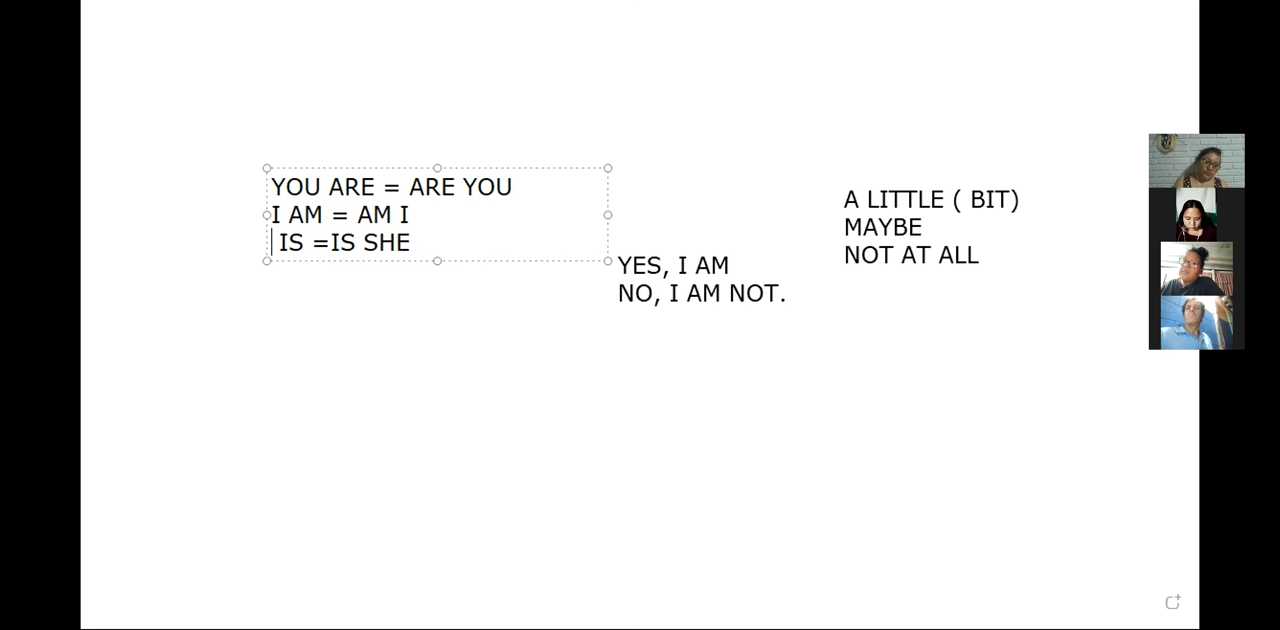 YOU ARE = ARE YOU
I AM = AM I
IS =IS SHE
YES, I AM
NO, I AM NOT.
A LITTLE ( BIT)
MAYBE
NOT AT ALL